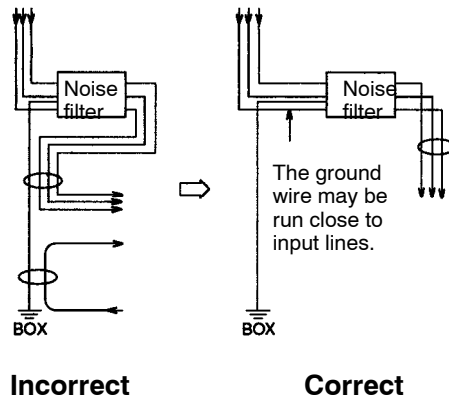 Noise
filter
BOX
Incorrect
Noise
filter
The ground
wire may be
run close to
input lines.
BOX
Correct